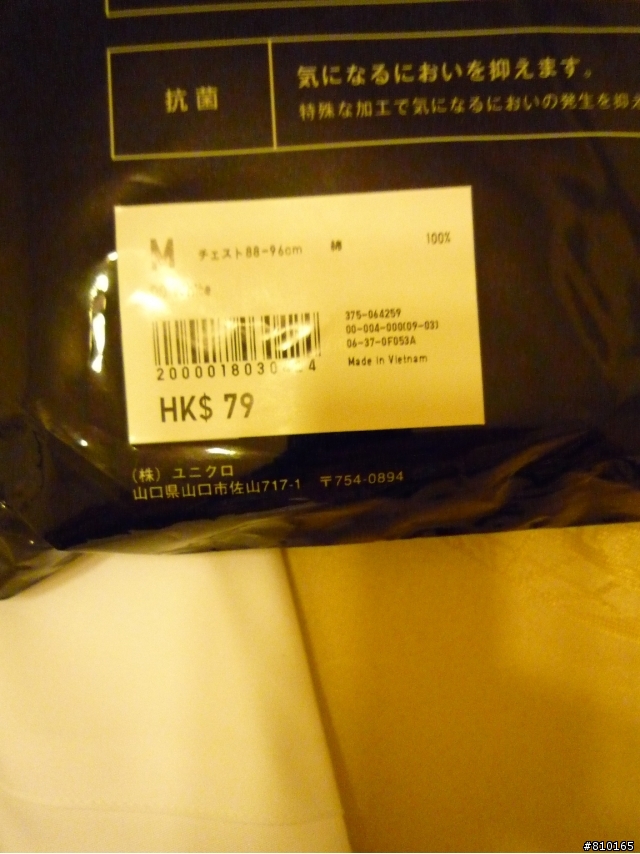 抗菌
気になるにおいを抑えます。
特殊な加工で気になるにおいの発生を抑え
M チェスト88-96cm 綿 100%
375-064259
00-004-000(09-03)
06-37-0F053A
Made in Vietnam
HK$ 79
(株) ユニクロ
山口県山口市佐山717-1 〒754-0894
#810165